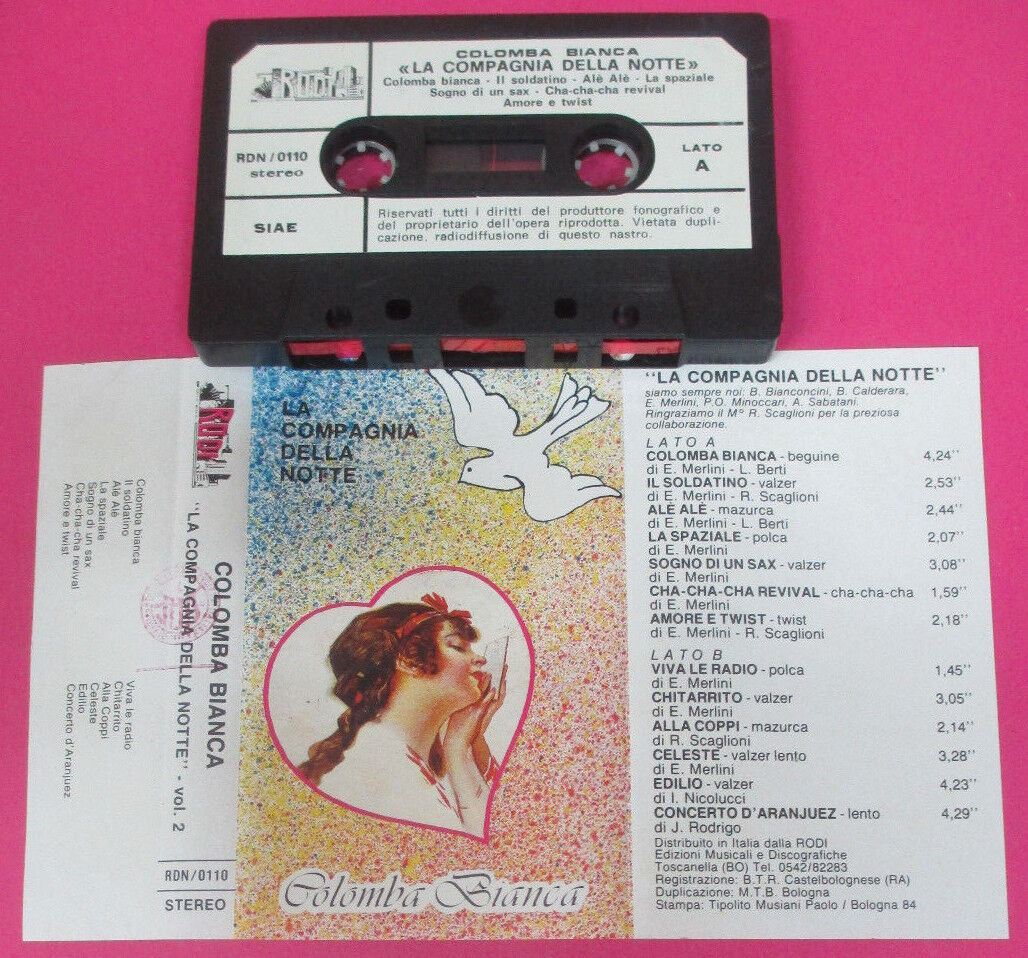 COLOMBA BIANCA
«LA COMPAGNIA DELLA NOTTE»
Colomba bianca - Il soldatino - Alè Alè - La spaziale
Sogno di un sax - Cha-cha-cha revival
Amore e twist
RODI
RDN/0110
stereo
LATO
A
SIAE
Riservati tutti i diritti del produttore fonografico e
del proprietario dell'opera riprodotta. Vietata dupli-
cazione, radiodiffusione di questo nastro.
Colomba bianca
Il soldatino
Alè Alè
La spaziale
Sogno di un sax
Cha-cha-cha revival
Amore e twist
Viva le radio
Chitarrito
Alla Coppi
Celeste
Edilio
Concerto d'Aranjuez
RODI
COLOMBA BIANCA
"LA COMPAGNIA DELLA NOTTE" - vol. 2
RDN/0110
STEREO
LA
COMPAGNIA
DELLA
NOTTE
Colomba Bianca
"LA COMPAGNIA DELLA NOTTE"
siamo sempre noi: B. Bianconcini, B. Calderara,
E. Merlini, P.O. Minoccari, A. Sabatani.
Ringraziamo il M° R. Scaglioni per la preziosa
collaborazione.
LATO A
COLOMBA BIANCA - beguine 4,24''
di E. Merlini - L. Berti
IL SOLDATINO - valzer 2,53''
di E. Merlini - R. Scaglioni
ALÈ ALÈ - mazurca 2,44''
di E. Merlini - L. Berti
LA SPAZIALE - polca 2,07''
di E. Merlini
SOGNO DI UN SAX - valzer 3,08''
di E. Merlini
CHA-CHA-CHA REVIVAL - cha-cha-cha 1,59''
di E. Merlini
AMORE E TWIST - twist 2,18''
di E. Merlini - R. Scaglioni
LATO B
VIVA LE RADIO - polca 1,45''
di E. Merlini
CHITARRITO - valzer 3,05''
di E. Merlini
ALLA COPPI - mazurca 2,14''
di R. Scaglioni
CELESTE - valzer lento 3,28''
di E. Merlini
EDILIO - valzer 4,23''
di I. Nicolucci
CONCERTO D'ARANJUEZ - lento 4,29''
di J. Rodrigo
Distribuito in Italia dalla RODI
Edizioni Musicali e Discografiche
Toscanella (BO) Tel. 0542/82283
Registrazione: B.T.R. Castelbolognese (RA)
Duplicazione: M.T.B. Bologna
Stampa: Tipolito Musiani Paolo / Bologna 84